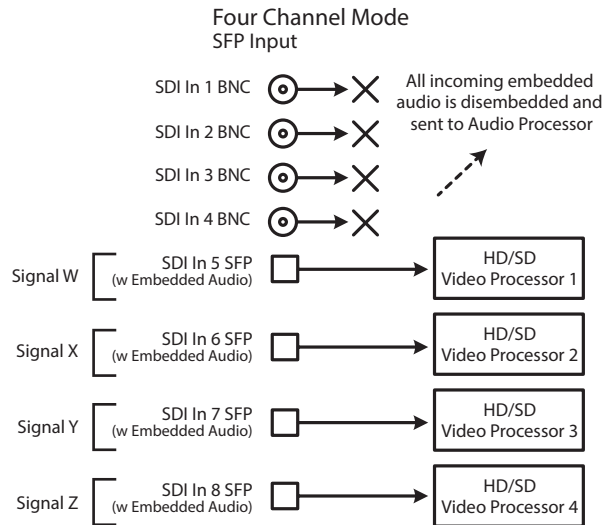 Four Channel Mode
SFP Input
SDI In 1 BNC
All incoming embedded
audio is disembedded and
sent to Audio Processor
SDI In 2 BNC
SDI In 3 BNC
SDI In 4 BNC
Signal W
SDI In 5 SFP
(w Embedded Audio)
HD/SD
Video Processor 1
Signal X
SDI In 6 SFP
(w Embedded Audio)
HD/SD
Video Processor 2
Signal Y
SDI In 7 SFP
(w Embedded Audio)
HD/SD
Video Processor 3
Signal Z
SDI In 8 SFP
(w Embedded Audio)
HD/SD
Video Processor 4